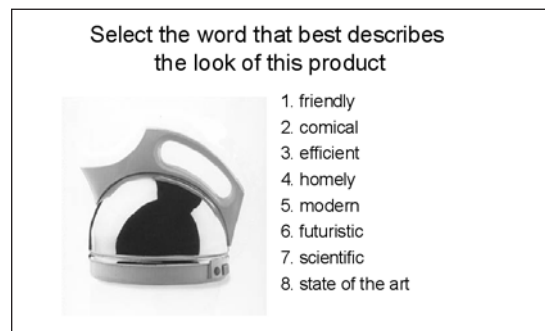 Select the word that best describes
the look of this product
1. friendly
2. comical
3. efficient
4. homely
5. modern
6. futuristic
7. scientific
8. state of the art